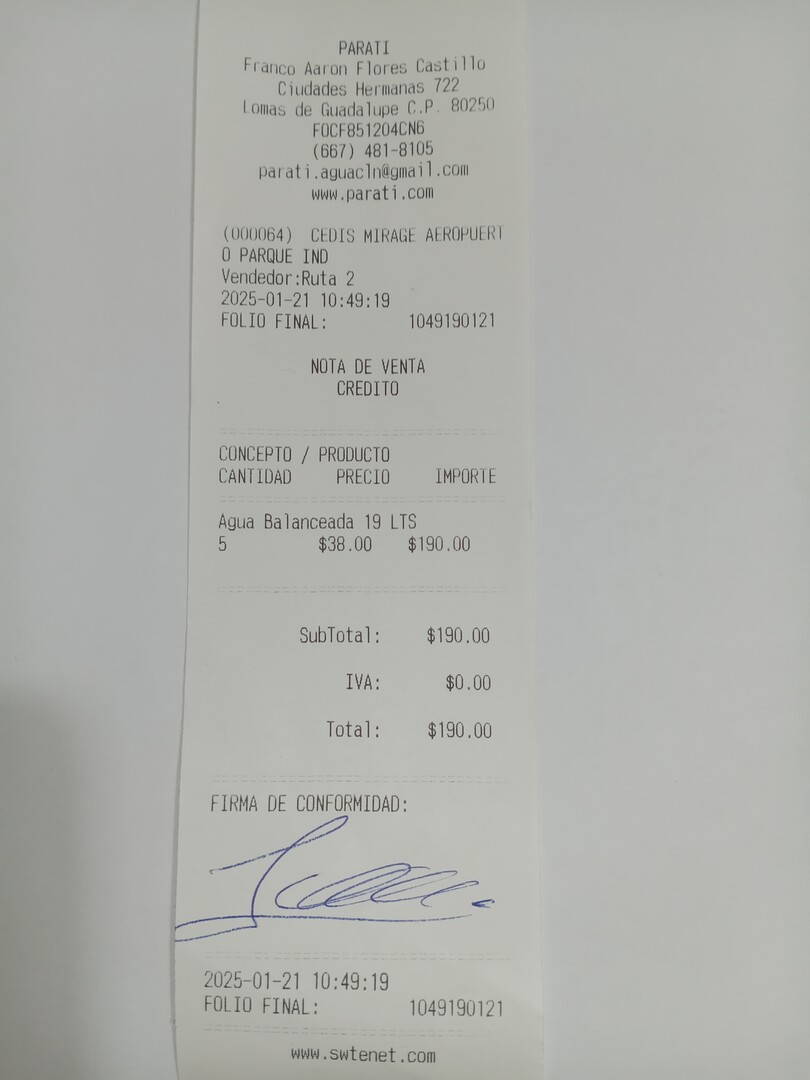 PARATI
Franco Aaron Flores Castillo
Ciudades Hermanas 722
Lomas de Guadalupe C.P. 80250
FOCF851204CN6
(667) 481-8105
parati.aguacln@gmail.com
www.parati.com
(000064) CEDIS MIRAGE AEROPUERT
O PARQUE IND
Vendedor:Ruta 2
2025-01-21 10:49:19
FOLIO FINAL: 1049190121
NOTA DE VENTA
CREDITO
CONCEPTO / PRODUCTO
CANTIDAD PRECIO IMPORTE
Agua Balanceada 19 LTS
5 $38.00 $190.00
SubTotal: $190.00
IVA: $0.00
Total: $190.00
FIRMA DE CONFORMIDAD:
2025-01-21 10:49:19
FOLIO FINAL: 1049190121
www.swtenet.com